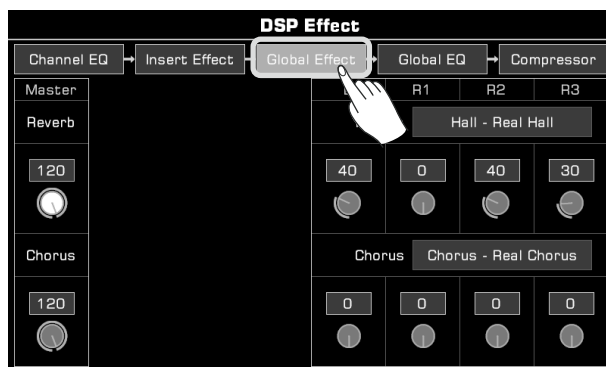 DSP Effect
Channel EQ Insert Effect Global Effect Global EQ Compressor
Master R1 R2 R3
Reverb Hall - Real Hall
120 40 0 40 30
Chorus Chorus Chorus - Real Chorus
120 0 0 0 0